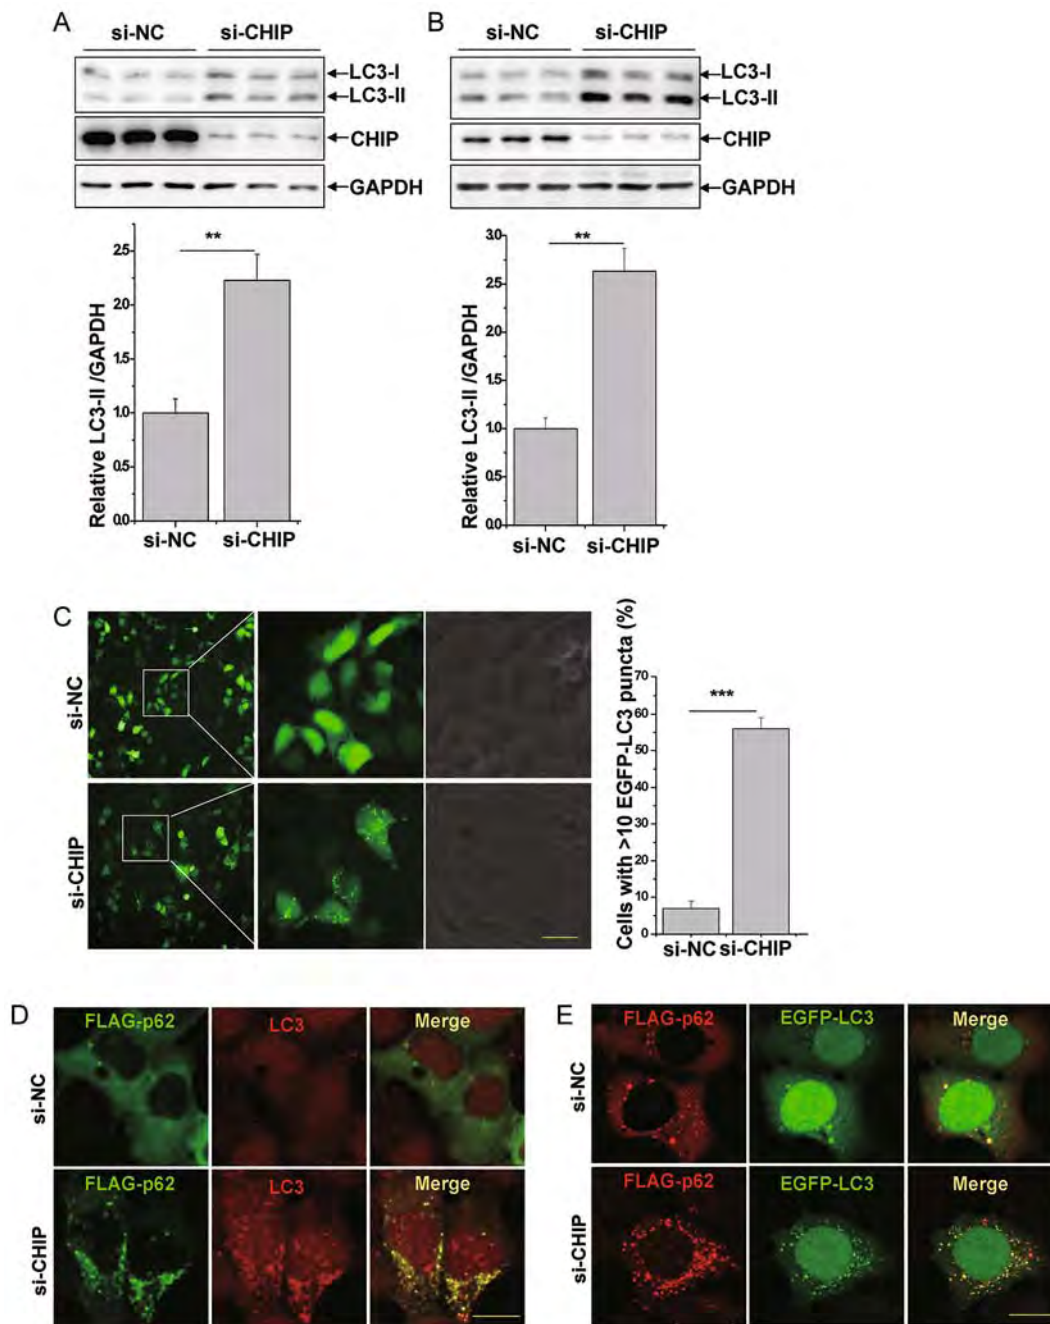 A
si-NC si-CHIP
LC3-I
LC3-II
CHIP
GAPDH
**
Relative LC3-II /GAPDH
2.5
2.0
1.5
1.0
0.5
0.0
si-NC si-CHIP
B
si-NC si-CHIP
LC3-I
LC3-II
CHIP
GAPDH
**
Relative LC3-II /GAPDH
3.0
2.5
2.0
1.5
1.0
0.5
0.0
si-NC si-CHIP
C
si-NC
si-CHIP
Cells with >10 EGFP-LC3 puncta (%)
***
70
60
50
40
30
20
10
0
si-NC si-CHIP
D
si-NC
FLAG-p62 LC3 Merge
si-CHIP
FLAG-p62 LC3 Merge
E
si-NC
FLAG-p62 EGFP-LC3 Merge
si-CHIP
FLAG-p62 EGFP-LC3 Merge